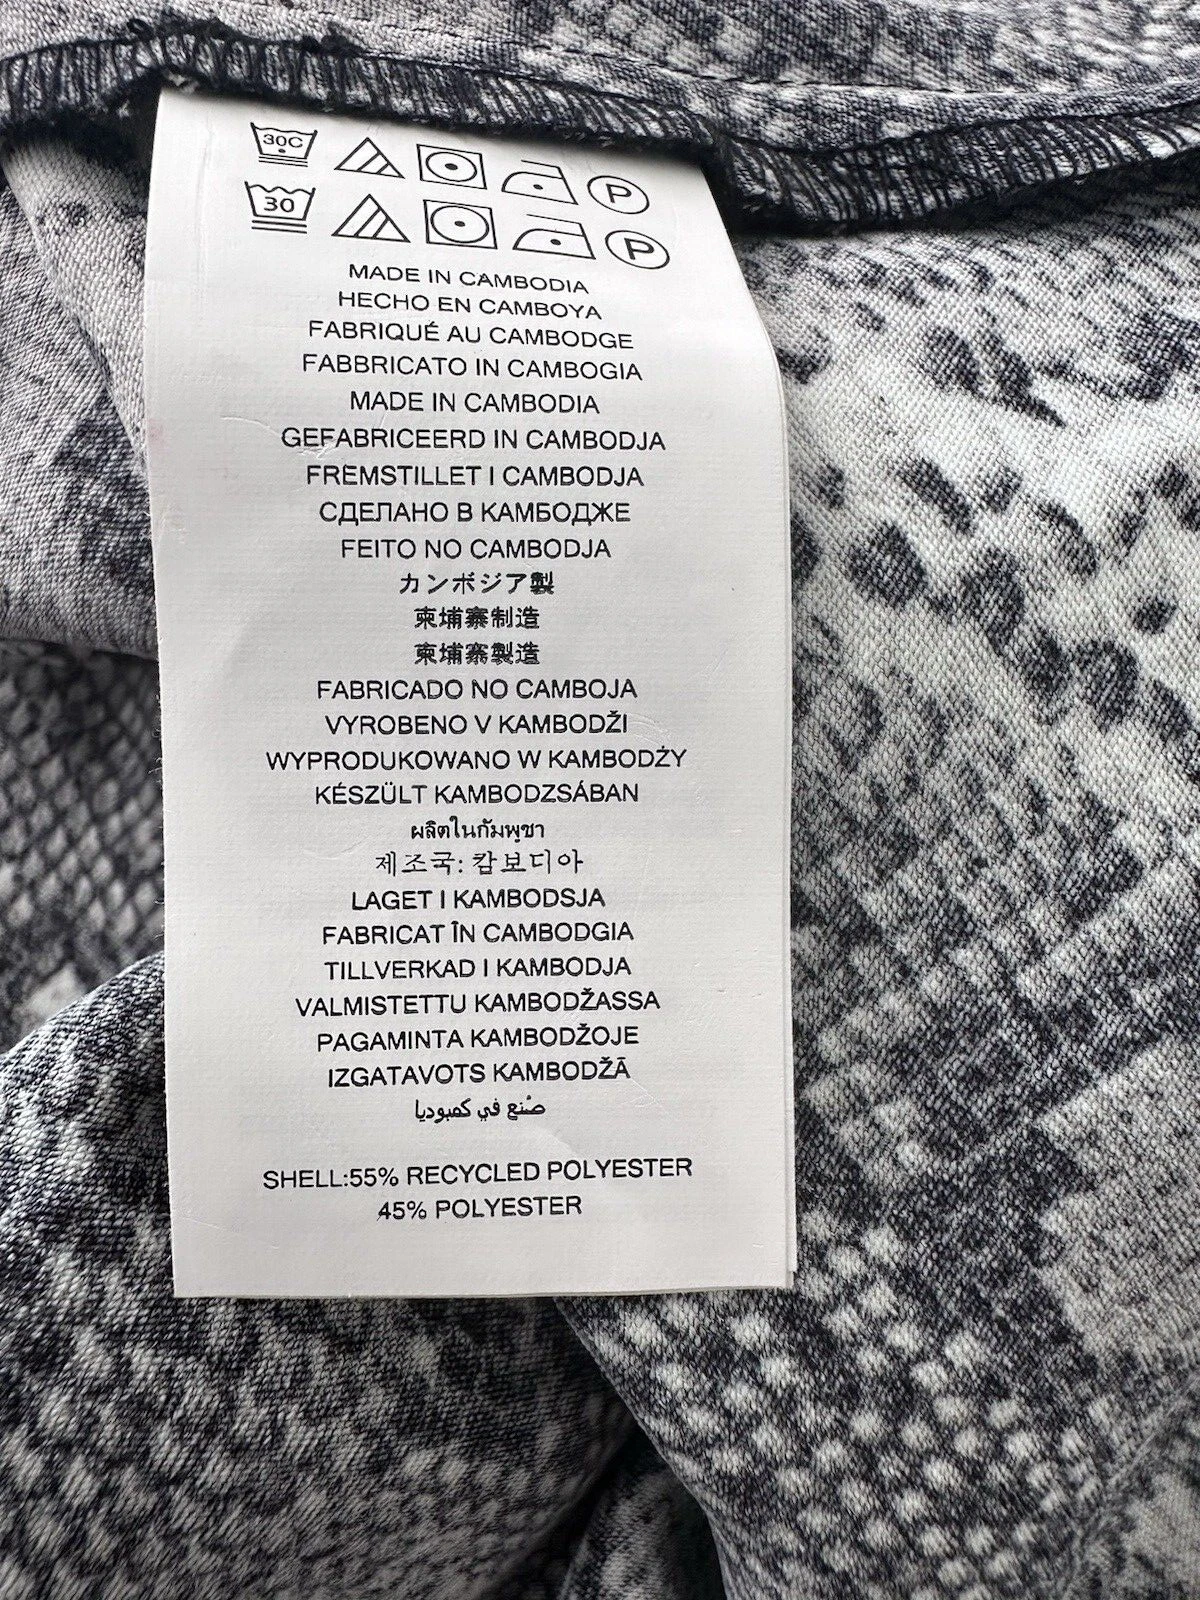 30C P
30 P
MADE IN CAMBODIA
HECHO EN CAMBOYA
FABRIQUÉ AU CAMBODGE
FABBRICATO IN CAMBOGIA
MADE IN CAMBODIA
GEFABRICEERD IN CAMBODJA
FREMSTILLET I CAMBODJA
СДЕЛАНО В КАМБОДЖЕ
FEITO NO CAMBODJA
カンボジア製
柬埔寨制造
柬埔寨製造
FABRICADO NO CAMBOJA
VYROBENO V KAMBODŽI
WYPRODUKOWANO W KAMBODŻY
KÉSZÜLT KAMBODZSÁBAN
ผลิตในกัมพูชา
제조국: 캄보디아
LAGET I KAMBODSJA
FABRICAT ÎN CAMBODGIA
TILLVERKAD I KAMBODJA
VALMISTETTU KAMBODŽASSA
PAGAMINTA KAMBODŽOJE
IZGATAVOTS KAMBODŽĀ
صُنع في كمبوديا
SHELL:55% RECYCLED POLYESTER
45% POLYESTER